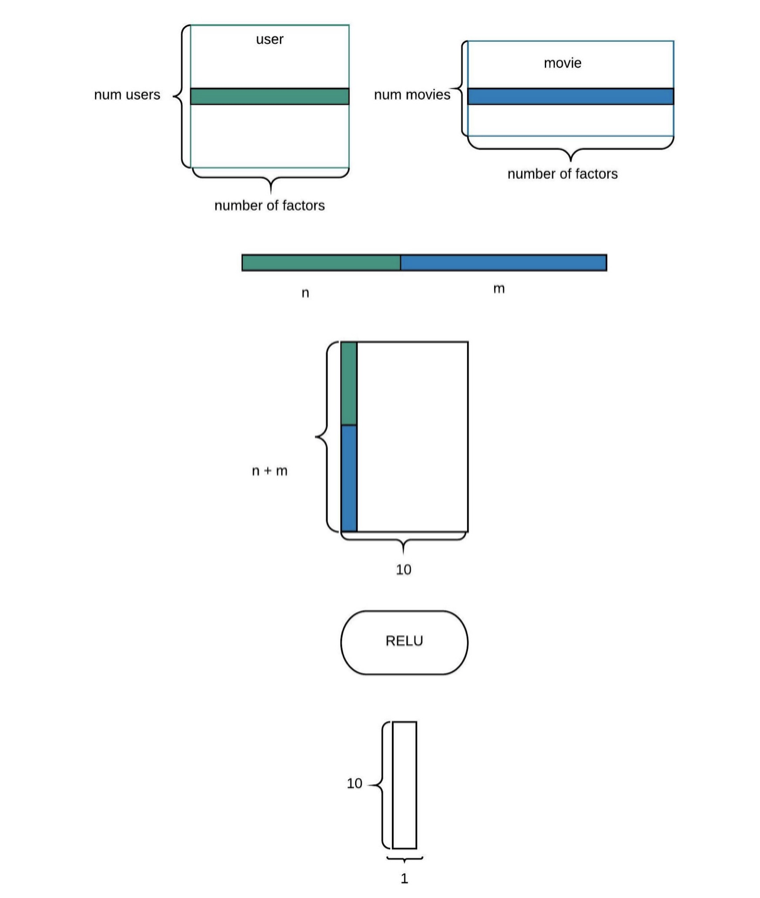 user
movie
num users
num movies
number of factors
number of factors
n
m
n + m
10
RELU
10
1